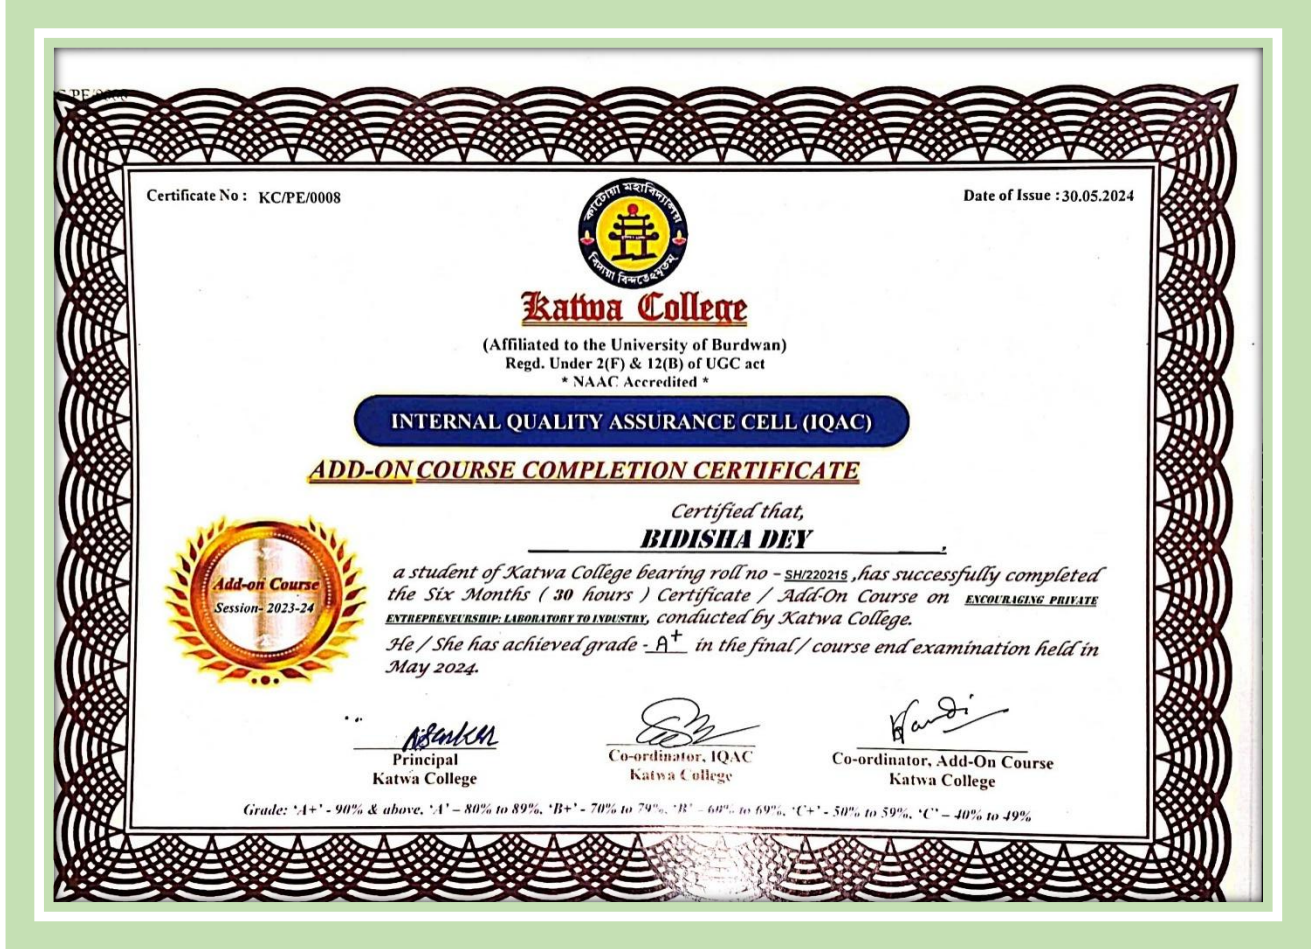 Certificate No : KC/PE/0008
Date of Issue :30.05.2024
কাটোয়া মহাবিদ্যালয়
Katwa College
(Affiliated to the University of Burdwan)
Regd. Under 2(F) & 12(B) of UGC act
* NAAC Accredited *
INTERNAL QUALITY ASSURANCE CELL (IQAC)
ADD-ON COURSE COMPLETION CERTIFICATE
Certified that,
BIDISHA DEY ,
a student of Katwa College bearing roll no - SH/220215 ,has successfully completed
the Six Months ( 30 hours ) Certificate / Add-On Course on ENCOURAGING PRIVATE
ENTREPRENEURSHIP: LABORATORY TO INDUSTRY, conducted by Katwa College.
He / She has achieved grade - A+ in the final / course end examination held in
May 2024.
Add-on Course
Session- 2023-24
Principal
Katwa College
Co-ordinator, IQAC
Katwa College
Co-ordinator, Add-On Course
Katwa College
Grade: 'A+' - 90% & above, 'A' – 80% to 89%, 'B+' - 70% to 79%, 'B' – 60% to 69%, 'C+' - 50% to 59%, 'C' – 40% to 49%